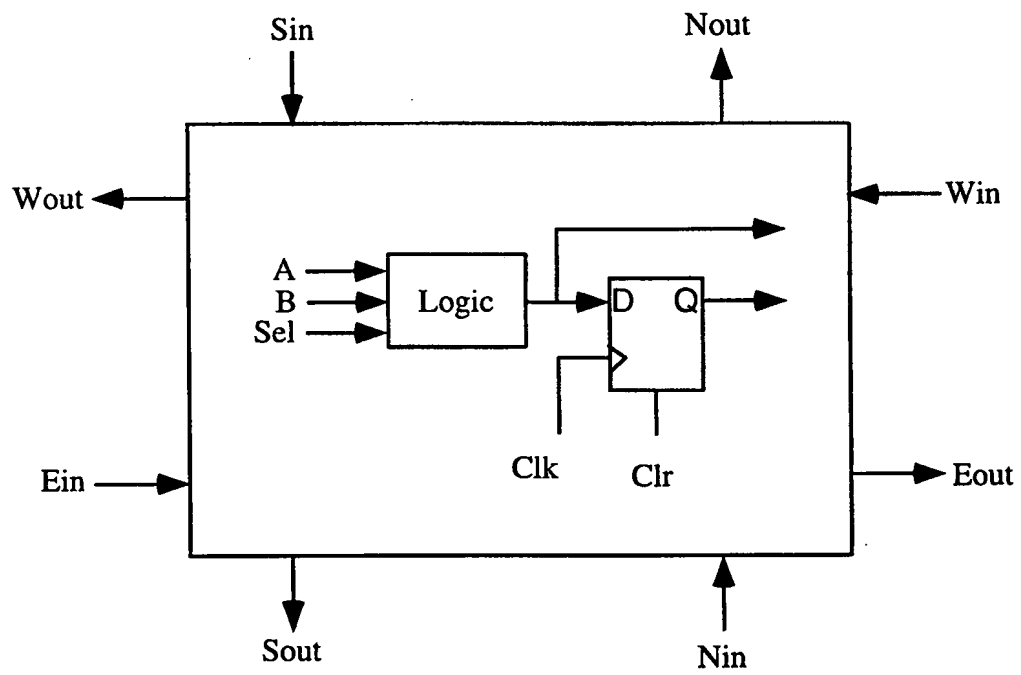 Sin
Nout
Wout
Win
A
B
Sel
Logic
D Q
Clk
Clr
Ein
Eout
Sout
Nin